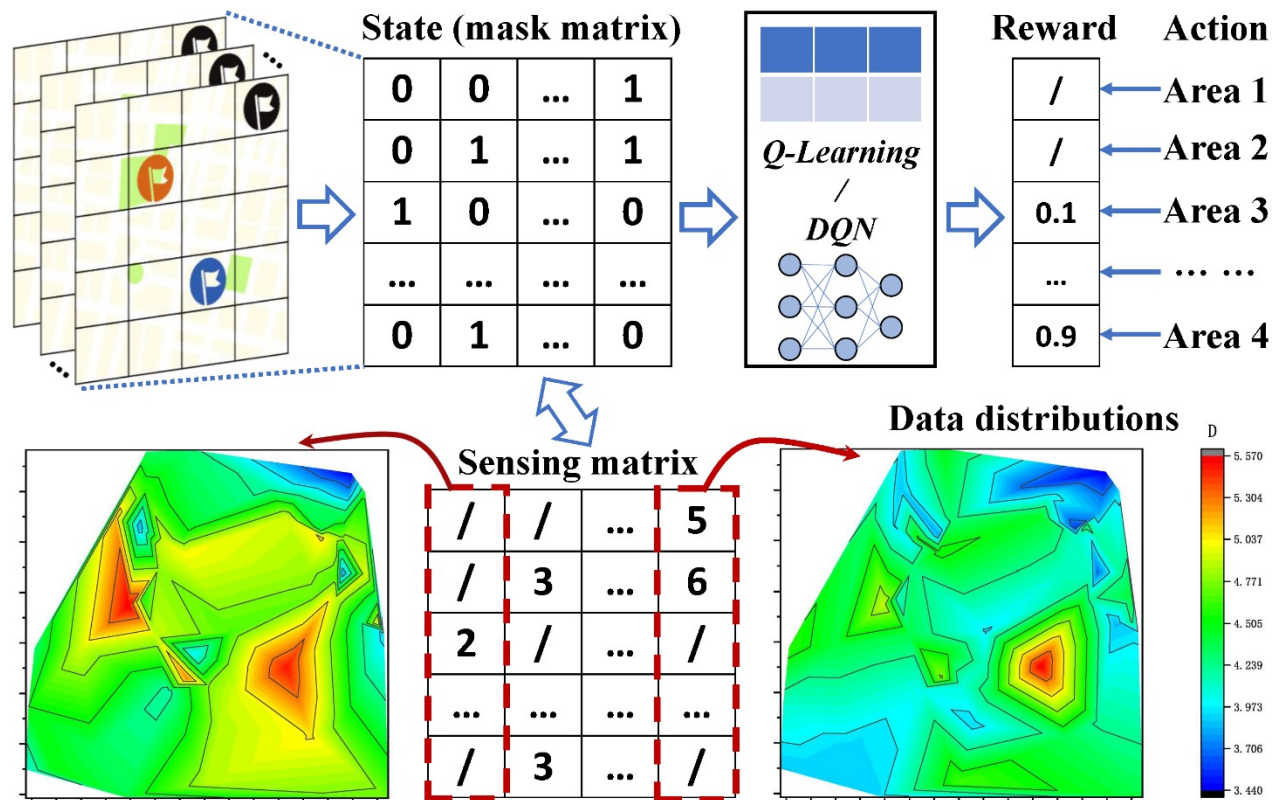 State (mask matrix)
Reward Action
0 0 ... 1
0 1 ... 1
1 0 ... 0
... ... ... ...
0 1 ... 0
Q-Learning
/
DQN
/ Area 1
/ Area 2
0.1 Area 3
... ... ...
0.9 Area 4
...
...
Sensing matrix
/ / ... 5
/ 3 ... 6
2 / ... /
... ... ... ...
/ 3 ... /
Data distributions
D
5.570
5.304
5.037
4.771
4.505
4.239
3.973
3.706
3.440